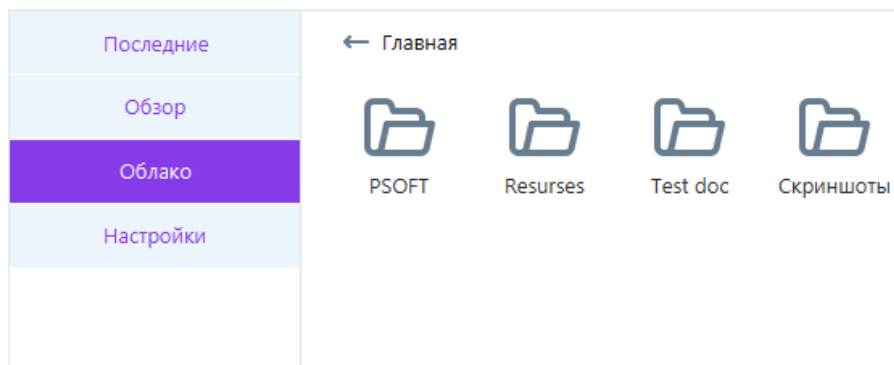 Последние
Обзор
Облако
Настройки
← Главная
PSOFT
Resurses
Test doc
Скриншоты